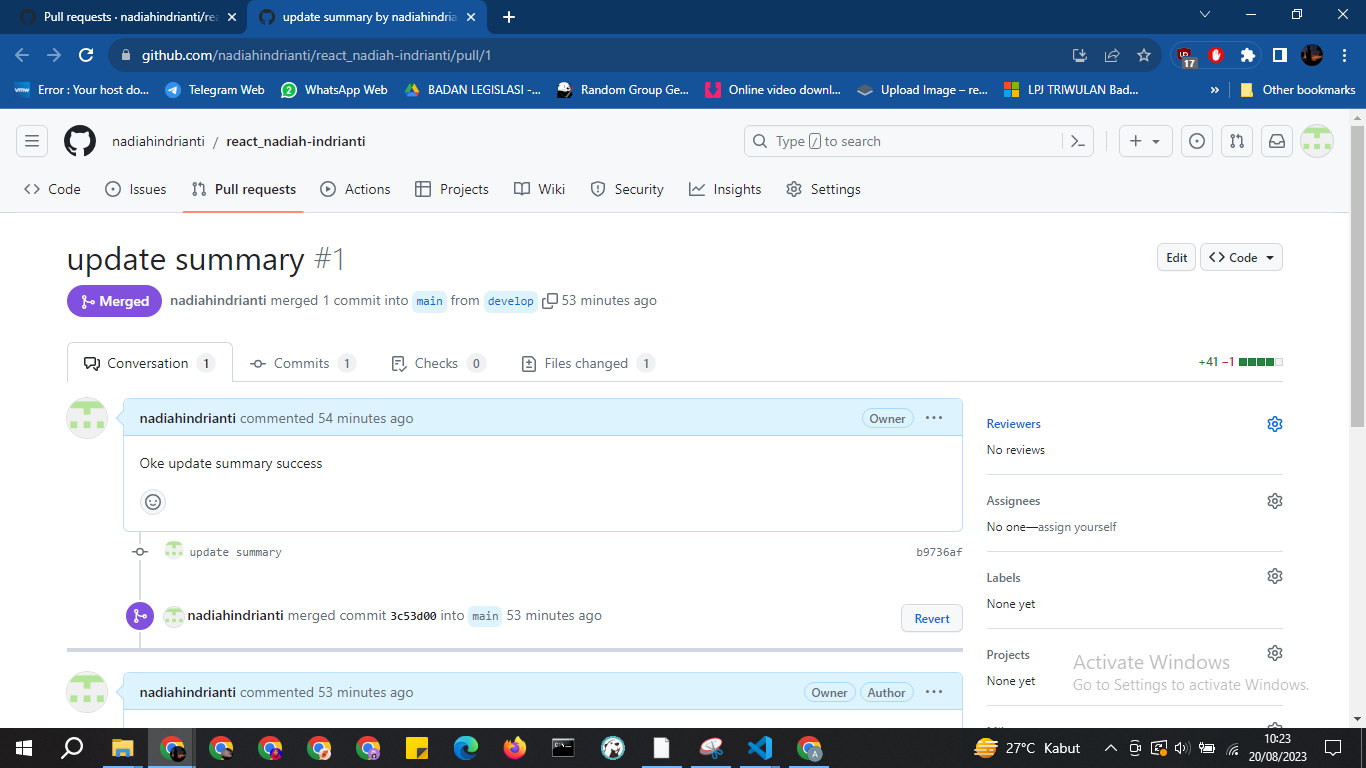 Pull requests · nadiahindrianti/rea
update summary by nadiahindria
github.com/nadiahindrianti/react_nadiah-indrianti/pull/1
17
vmw Error : Your host do...
Telegram Web
2 WhatsApp Web
BADAN LEGISLASI -...
Random Group Ge...
Online video downl...
Upload Image – re...
LPJ TRIWULAN Bad...
»
Other bookmarks
nadiahindrianti / react_nadiah-indrianti
Type / to search
Code
Issues
Pull requests
Actions
Projects
Wiki
Security
Insights
Settings
update summary #1
Edit
<> Code
Merged
nadiahindrianti merged 1 commit into main from develop 53 minutes ago
Conversation 1
Commits 1
Checks 0
Files changed 1
+41 −1
nadiahindrianti commented 54 minutes ago
Owner
Oke update summary success
update summary
b9736af
nadiahindrianti merged commit 3c53d00 into main 53 minutes ago
Revert
nadiahindrianti commented 53 minutes ago
Owner
Author
Reviewers
No reviews
Assignees
No one—assign yourself
Labels
None yet
Projects
None yet
Activate Windows
Go to Settings to activate Windows.
27°C Kabut
10:23
20/08/2023